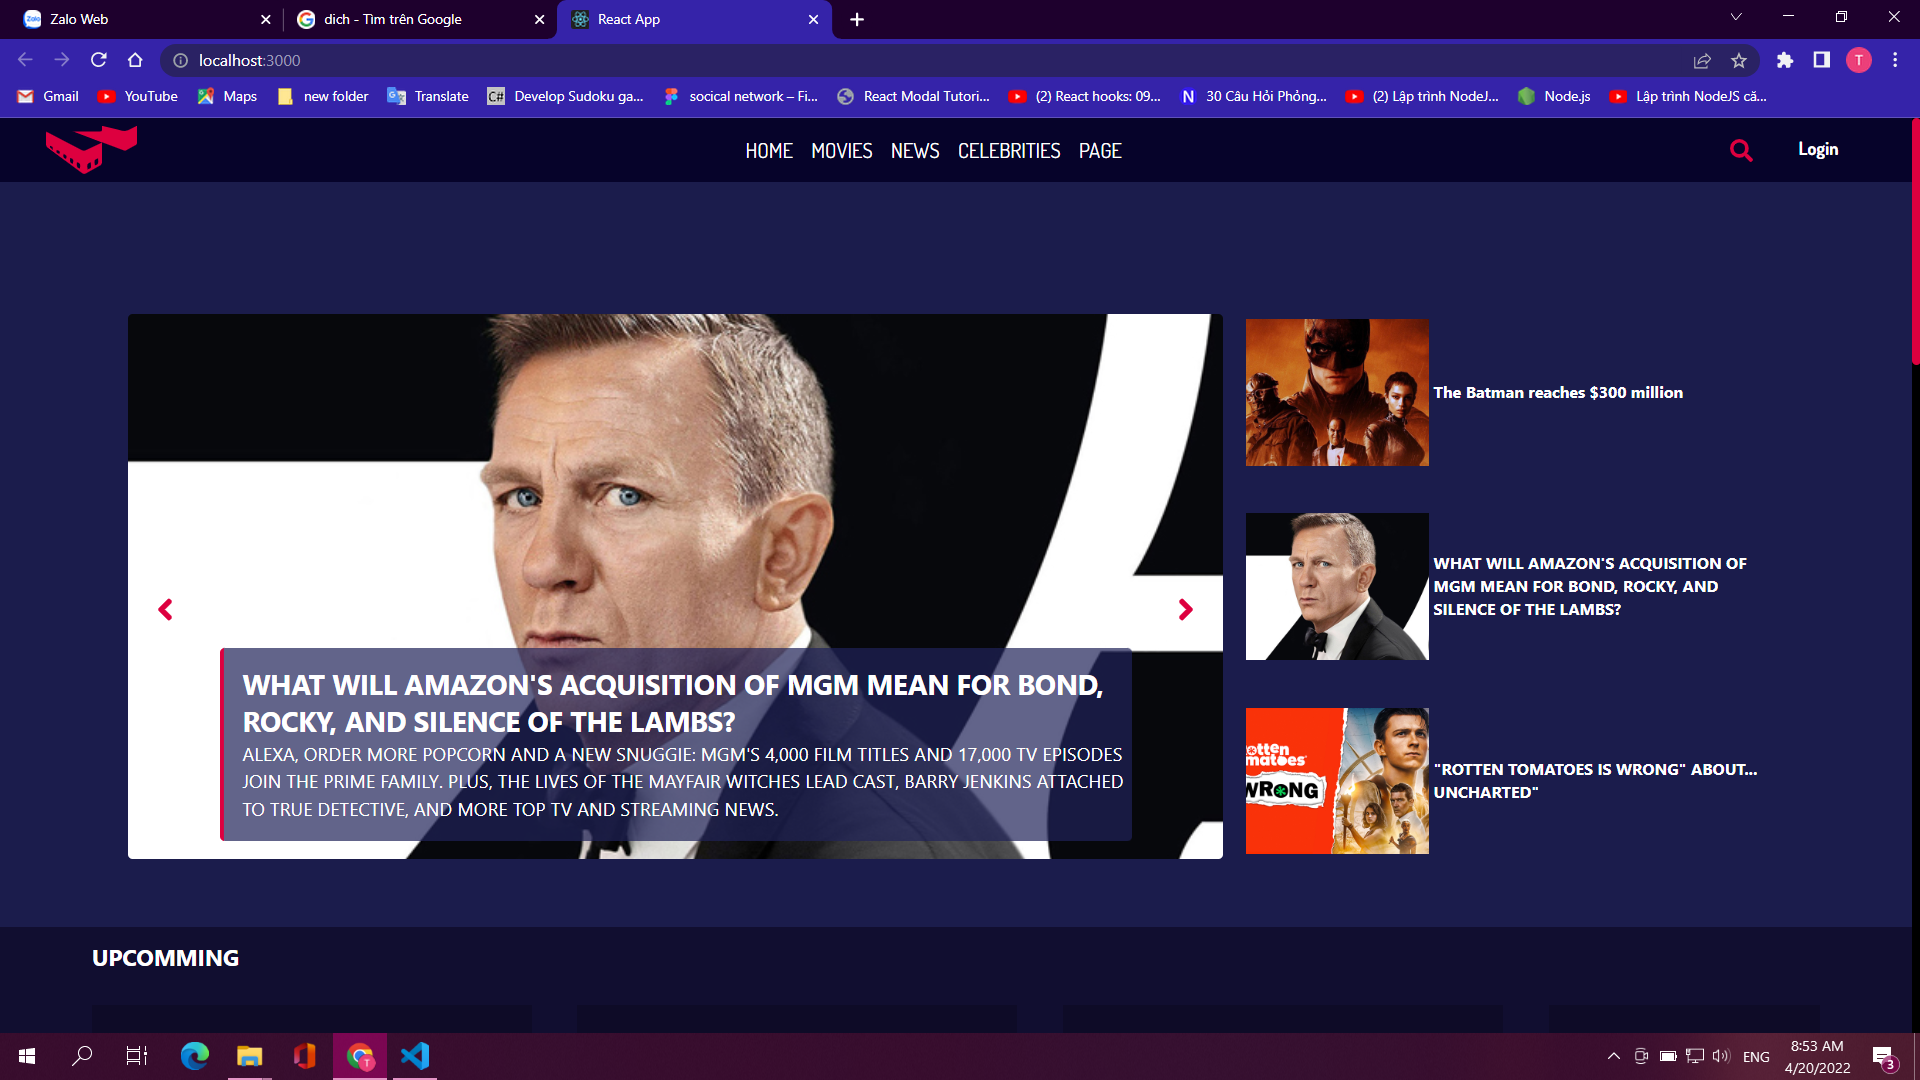 Zalo Web
dich - Tìm trên Google
React App
localhost:3000
T
Gmail
YouTube
Maps
new folder
Translate
C#
Develop Sudoku ga...
socical network – Fi...
React Modal Tutori...
(2) React hooks: 09...
N
30 Câu Hỏi Phỏng...
(2) Lập trình NodeJ...
Node.js
Lập trình NodeJS că...
HOME
MOVIES
NEWS
CELEBRITIES
PAGE
Login
WHAT WILL AMAZON'S ACQUISITION OF MGM MEAN FOR BOND,
ROCKY, AND SILENCE OF THE LAMBS?
ALEXA, ORDER MORE POPCORN AND A NEW SNUGGIE: MGM'S 4,000 FILM TITLES AND 17,000 TV EPISODES
JOIN THE PRIME FAMILY. PLUS, THE LIVES OF THE MAYFAIR WITCHES LEAD CAST, BARRY JENKINS ATTACHED
TO TRUE DETECTIVE, AND MORE TOP TV AND STREAMING NEWS.
The Batman reaches $300 million
WHAT WILL AMAZON'S ACQUISITION OF
MGM MEAN FOR BOND, ROCKY, AND
SILENCE OF THE LAMBS?
otten
matoes
WRONG
"ROTTEN TOMATOES IS WRONG" ABOUT...
UNCHARTED"
UPCOMMING
T
ENG
8:53 AM
4/20/2022
3